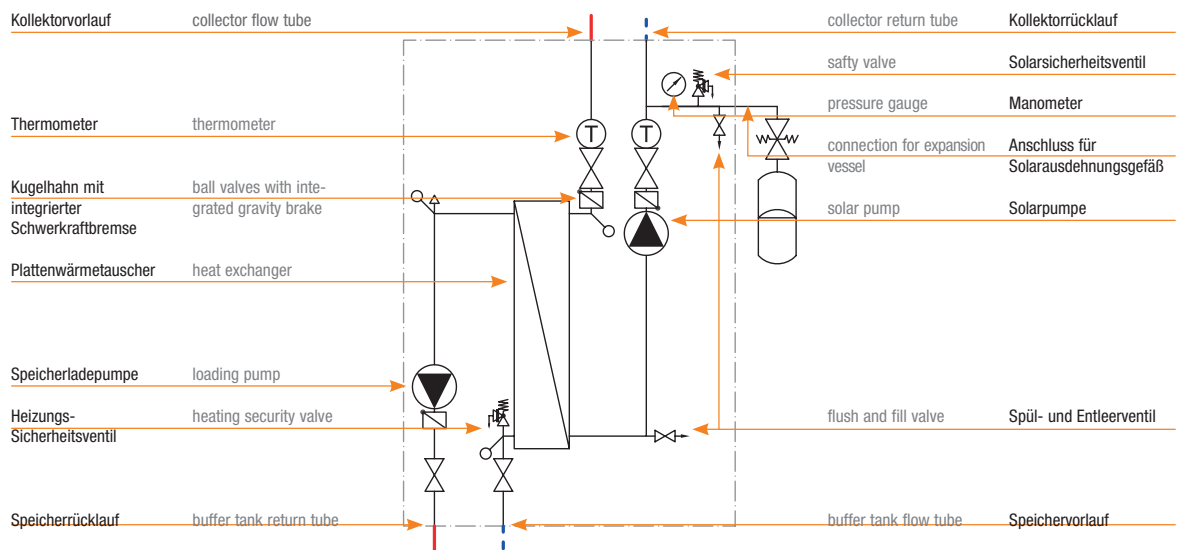 Kollektorvorlauf collector flow tube
collector return tube Kollektorrücklauf
safty valve Solarsicherheitsventil
pressure gauge Manometer
Thermometer thermometer
T T
connection for expansion Anschluss für
vessel Solarausdehnungsgefäß
Kugelhahn mit ball valves with inte-
integrierter grated gravity brake
Schwerkraftbremse
solar pump Solarpumpe
Plattenwärmetauscher heat exchanger
Speicherladepumpe loading pump
Heizungs- heating security valve
Sicherheitsventil
flush and fill valve Spül- und Entleerventil
Speicherrücklauf buffer tank return tube
buffer tank flow tube Speichervorlauf